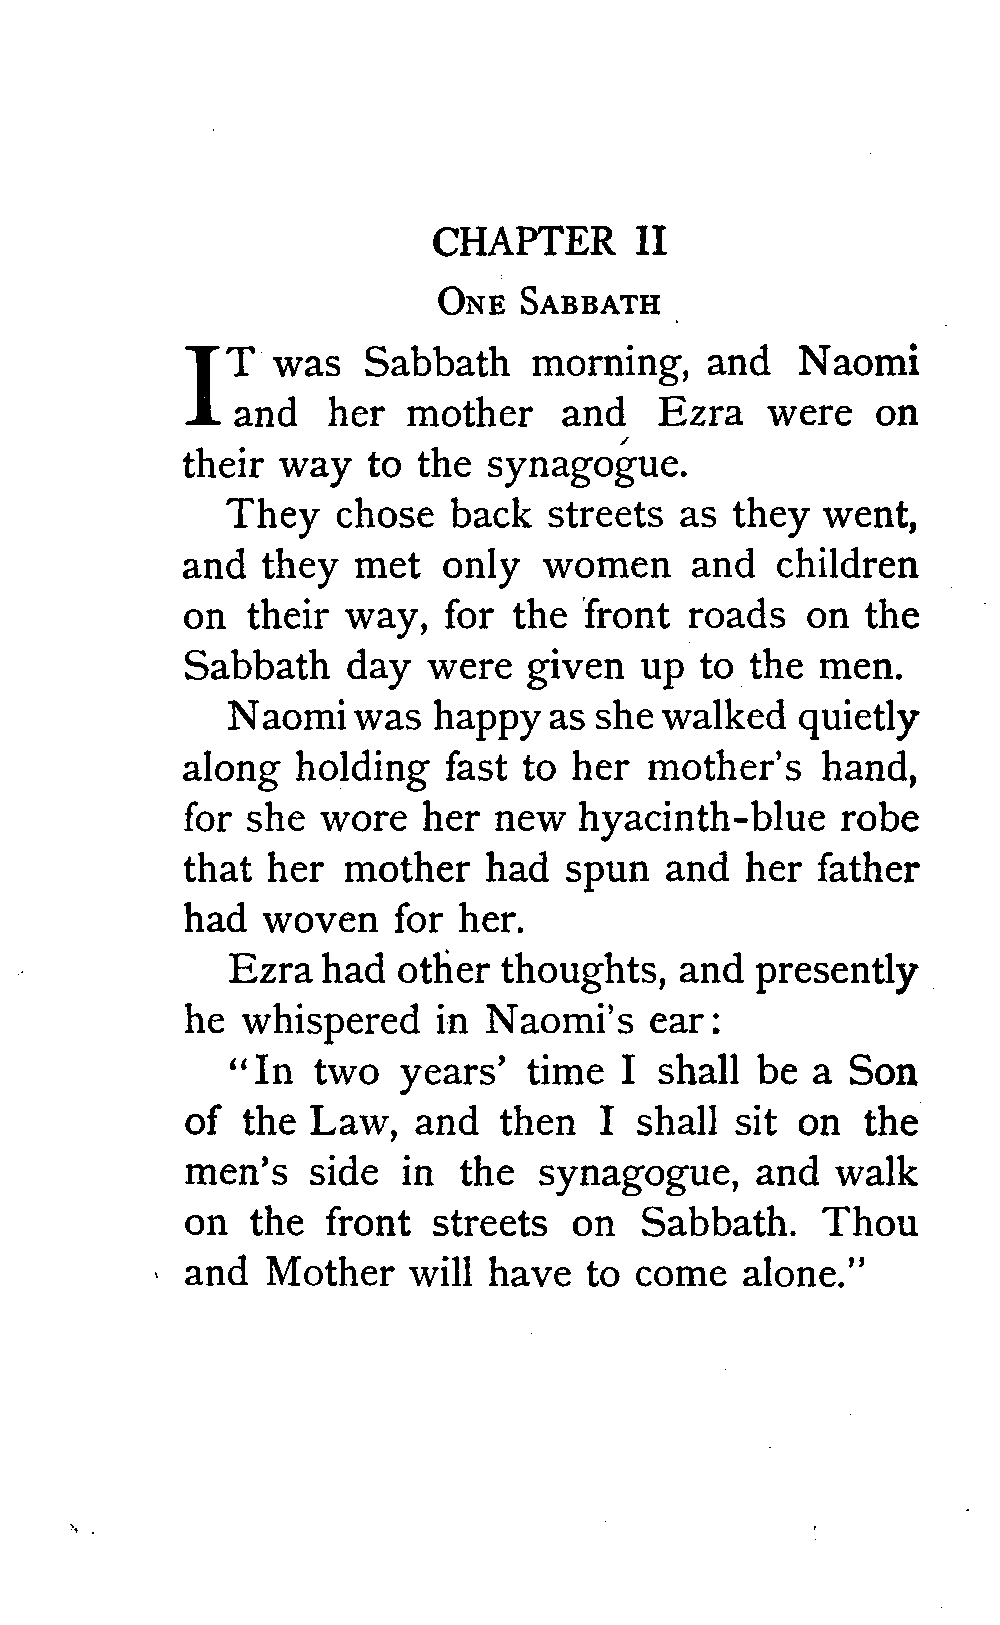 CHAPTER II
ONE SABBATH
IT was Sabbath morning, and Naomi
and her mother and Ezra were on
their way to the synagogue.
They chose back streets as they went,
and they met only women and children
on their way, for the front roads on the
Sabbath day were given up to the men.
Naomi was happy as she walked quietly
along holding fast to her mother's hand,
for she wore her new hyacinth-blue robe
that her mother had spun and her father
had woven for her.
Ezra had other thoughts, and presently
he whispered in Naomi's ear:
"In two years' time I shall be a Son
of the Law, and then I shall sit on the
men's side in the synagogue, and walk
on the front streets on Sabbath. Thou
and Mother will have to come alone."